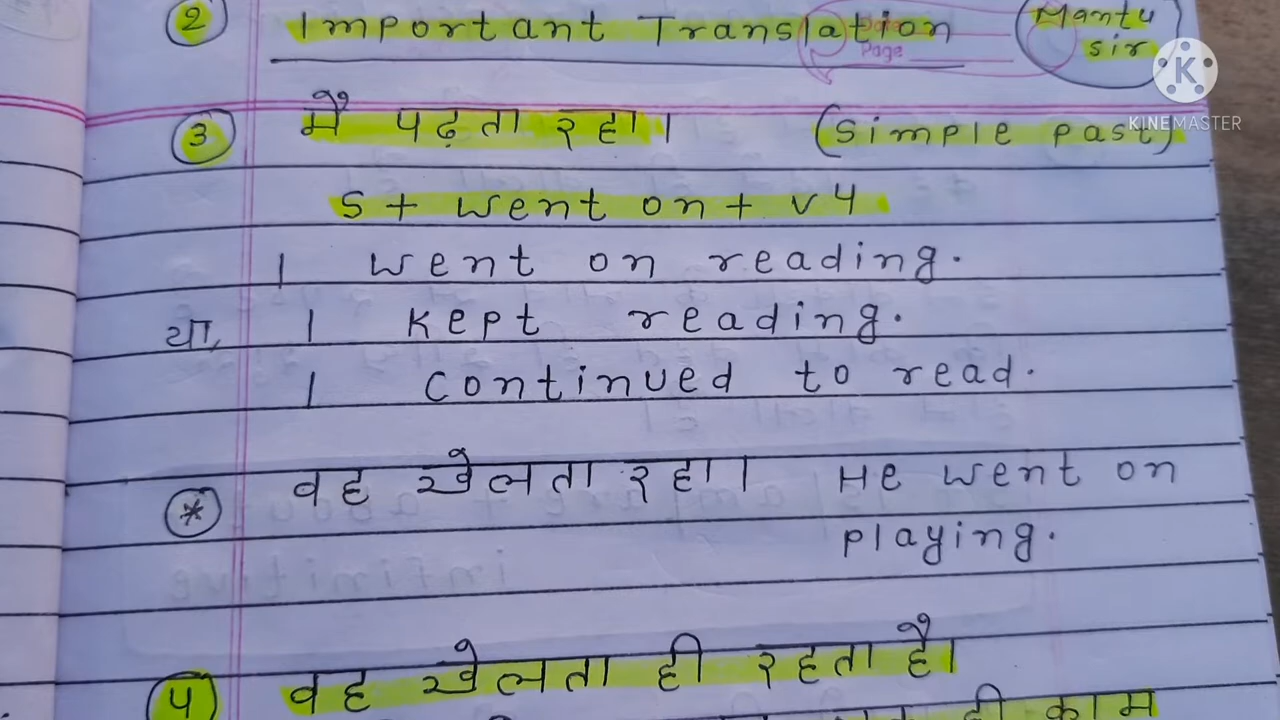 2 Important Translation Mantu
sir
Date
Page
KINEMASTER
3 मैं पढ़ता रहा। (Simple past)
S + went on + v4
I went on reading.
या, I kept reading.
I continued to read.
* वह खेलता रहा। He went on
playing.
4 वह खेलता ही रहता है।
ही काम